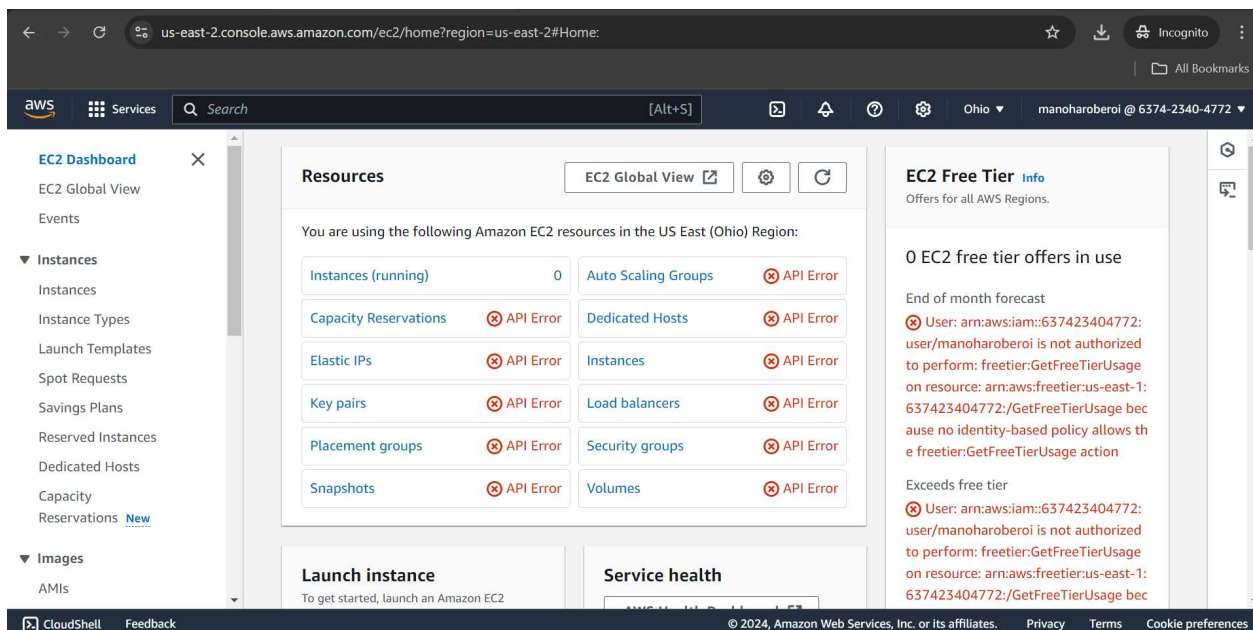 us-east-2.console.aws.amazon.com/ec2/home?region=us-east-2#Home:
Incognito
All Bookmarks
aws
Services
Search
[Alt+S]
Ohio
manoharoberoi @ 6374-2340-4772
EC2 Dashboard
EC2 Global View
Events
Instances
Instances
Instance Types
Launch Templates
Spot Requests
Savings Plans
Reserved Instances
Dedicated Hosts
Capacity
Reservations New
Images
AMIs
Resources
EC2 Global View
You are using the following Amazon EC2 resources in the US East (Ohio) Region:
Instances (running) 0
Auto Scaling Groups API Error
Capacity Reservations API Error
Dedicated Hosts API Error
Elastic IPs API Error
Instances API Error
Key pairs API Error
Load balancers API Error
Placement groups API Error
Security groups API Error
Snapshots API Error
Volumes API Error
Launch instance
To get started, launch an Amazon EC2
Service health
EC2 Free Tier Info
Offers for all AWS Regions.
0 EC2 free tier offers in use
End of month forecast
User: arn:aws:iam::637423404772:
user/manoharoberoi is not authorized
to perform: freetier:GetFreeTierUsage
on resource: arn:aws:freetier:us-east-1:
637423404772:/GetFreeTierUsage bec
ause no identity-based policy allows th
e freetier:GetFreeTierUsage action
Exceeds free tier
User: arn:aws:iam::637423404772:
user/manoharoberoi is not authorized
to perform: freetier:GetFreeTierUsage
on resource: arn:aws:freetier:us-east-1:
637423404772:/GetFreeTierUsage bec
CloudShell
Feedback
© 2024, Amazon Web Services, Inc. or its affiliates.
Privacy
Terms
Cookie preferences